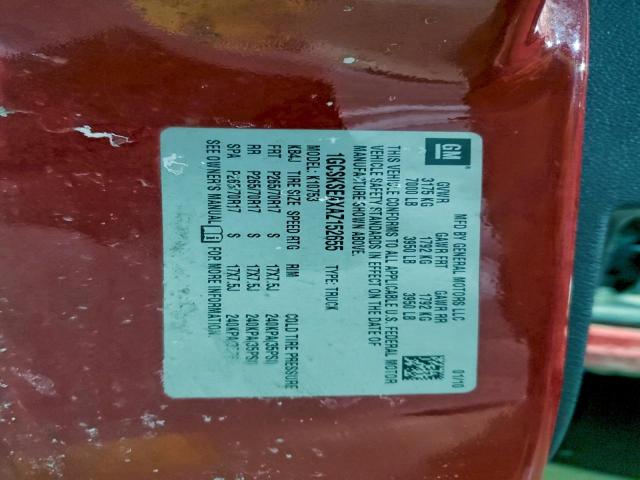 GM
MFD BY GENERAL MOTORS LLC 01/10
GVWR GAWR FRT GAWR RR
3175 KG 1792 KG 1792 KG
7000 LB 3950 LB 3950 LB
THIS VEHICLE CONFORMS TO ALL APPLICABLE U.S. FEDERAL MOTOR
VEHICLE SAFETY STANDARDS IN EFFECT ON THE DATE OF
MANUFACTURE SHOWN ABOVE.
1GCSKSE4XAZ152655 TYPE: TRUCK
MODEL: K10753
K84J TIRE SIZE SPEED RTG RIM COLD TIRE PRESSURE
FRT P265/70R17 S 17X7.5J 240KPA(35PSI)
RR P265/70R17 S 17X7.5J 240KPA(35PSI)
SPA P265/70R17 S 17X7.5J
SEE OWNER'S MANUAL i FOR MORE INFORMATION.